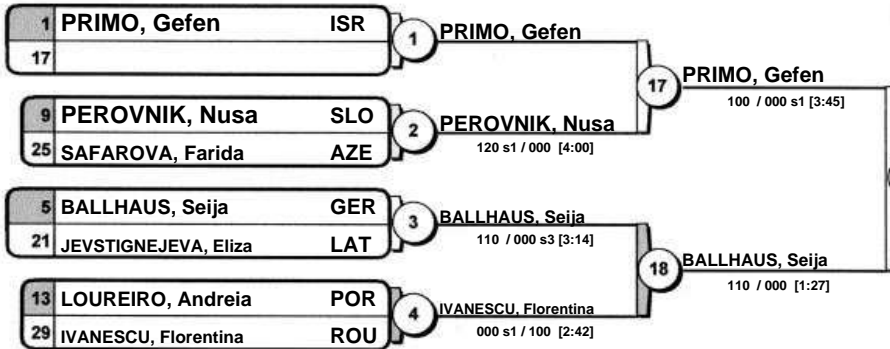 1 PRIMO, Gefen ISR
17
1 PRIMO, Gefen
9 PEROVNIK, Nusa SLO
25 SAFAROVA, Farida AZE
2 PEROVNIK, Nusa
120 s1 / 000 [4:00]
17 PRIMO, Gefen
100 / 000 s1 [3:45]
5 BALLHAUS, Seija GER
21 JEVSTIGNEJEVA, Eliza LAT
3 BALLHAUS, Seija
110 / 000 s3 [3:14]
13 LOUREIRO, Andreia POR
29 IVANESCU, Florentina ROU
4 IVANESCU, Florentina
000 s1 / 100 [2:42]
18 BALLHAUS, Seija
110 / 000 [1:27]